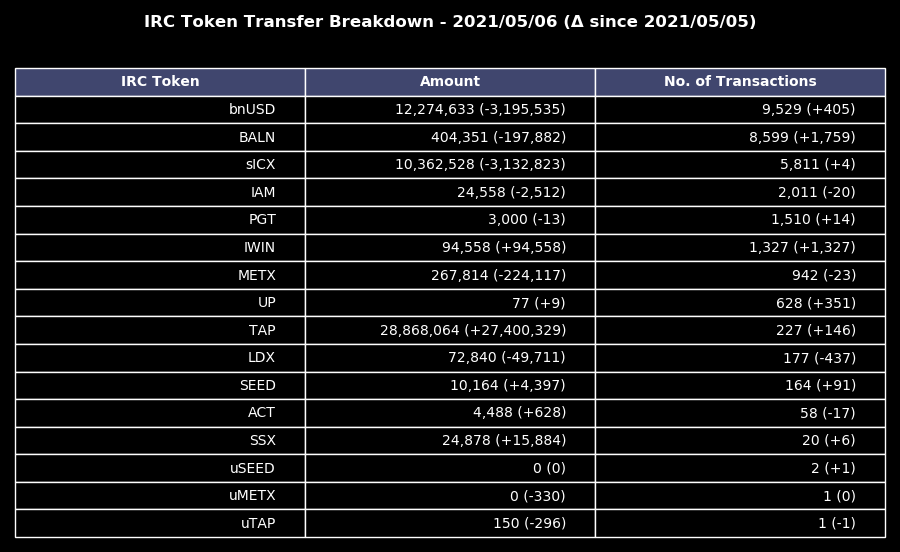 IRC Token Transfer Breakdown - 2021/05/06 (Δ since 2021/05/05)
IRC Token Amount No. of Transactions
bnUSD 12,274,633 (-3,195,535) 9,529 (+405)
BALN 404,351 (-197,882) 8,599 (+1,759)
sICX 10,362,528 (-3,132,823) 5,811 (+4)
IAM 24,558 (-2,512) 2,011 (-20)
PGT 3,000 (-13) 1,510 (+14)
IWIN 94,558 (+94,558) 1,327 (+1,327)
METX 267,814 (-224,117) 942 (-23)
UP 77 (+9) 628 (+351)
TAP 28,868,064 (+27,400,329) 227 (+146)
LDX 72,840 (-49,711) 177 (-437)
SEED 10,164 (+4,397) 164 (+91)
ACT 4,488 (+628) 58 (-17)
SSX 24,878 (+15,884) 20 (+6)
uSEED 0 (0) 2 (+1)
uMETX 0 (-330) 1 (0)
uTAP 150 (-296) 1 (-1)